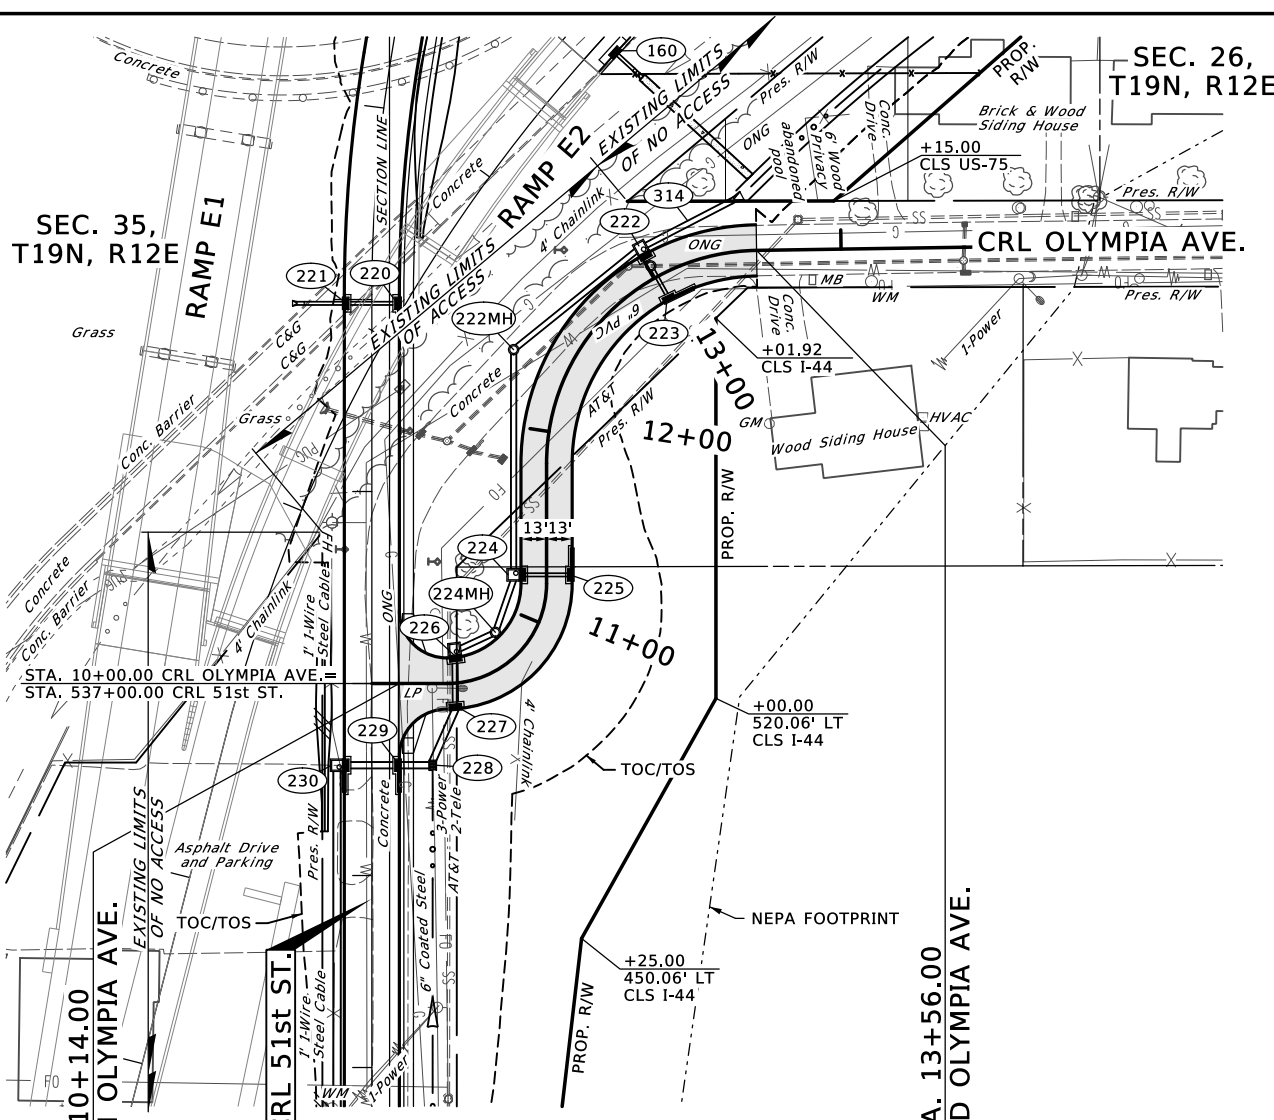 SEC. 26,
T19N, R12E
SEC. 35,
T19N, R12E
Concrete
160
EXISTING LIMITS
OF NO ACCESS
Pres. R/W
PROP.
R/W
Brick & Wood
Siding House
Conc.
Drive
6' Wood
Privacy
abandoned
pool
ONG
+15.00
CLS US-75
SECTION LINE
Concrete
RAMP E2
RAMP E1
4' Chainlink
314
222
ONG
Pres. R/W
SS
CRL OLYMPIA AVE.
221
220
EXISTING LIMITS
OF ACCESS
222MH
6" PVC
223
MB
WM
Pres. R/W
Conc.
Drive
1-Power
13+00
+01.92
CLS I-44
Grass
C&G
C&G
Concrete
AT&T
Pres. R/W
12+00
GM
HVAC
Wood Siding House
Conc. Barrier
Grass
FO
SS
PROP. R/W
13'
13'
224
225
224MH
226
11+00
FH
Concrete
Conc. Barrier
4' Chainlink
1' 1-Wire
Steel Cables
ONG
STA. 10+00.00 CRL OLYMPIA AVE.=
STA. 537+00.00 CRL 51st ST.
LP
227
229
228
230
4' Chainlink
TOC/TOS
+00.00
520.06' LT
CLS I-44
EXISTING LIMITS
OF NO ACCESS
Asphalt Drive
and Parking
Pres. R/W
Concrete
3-Power
2-Tele
AT&T
TOC/TOS
6" Coated Steel
FO
SS
NEPA FOOTPRINT
+25.00
450.06' LT
CLS I-44
PROP. R/W
10+14.00
OLYMPIA AVE.
CRL 51st ST.
1' 1-Wire
Steel Cable
FO
WM
1-Power
A. 13+56.00
D OLYMPIA AVE.